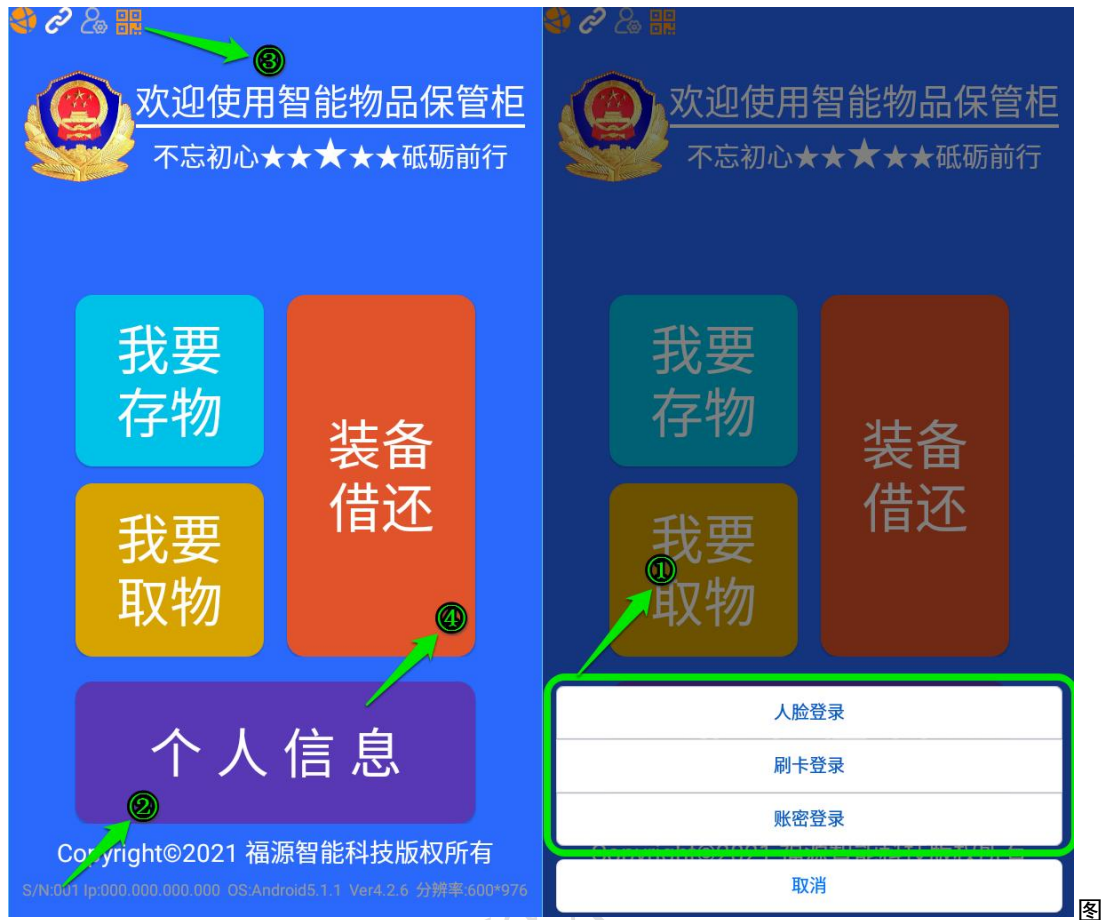 ③
欢迎使用智能物品保管柜
不忘初心★★★★★砥砺前行
我要
存物
装备
借还
我要
取物
④
个人信息
②
Copyright©2021 福源智能科技版权所有
S/N:001 Ip:000.000.000.000 OS:Android5.1.1 Ver4.2.6 分辨率:600*976
欢迎使用智能物品保管柜
不忘初心★★★★★砥砺前行
我要
存物
装备
借还
我要
取物
①
人脸登录
刷卡登录
账密登录
取消
图